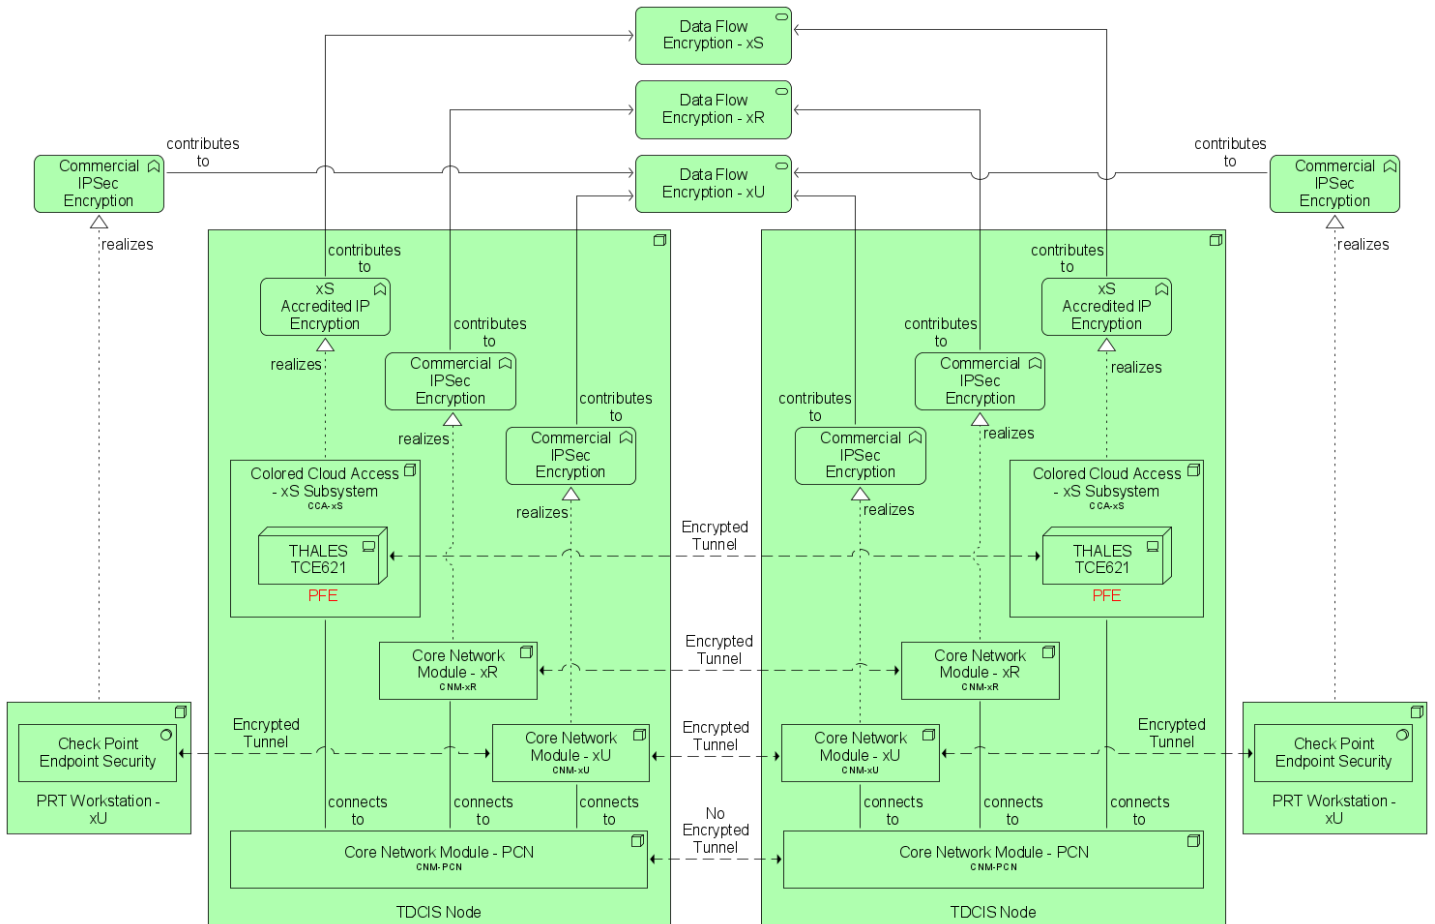 Data Flow
Encryption - xS
Data Flow
Encryption - xR
contributes
to
contributes
to
Commercial
IPSec
Encryption
Data Flow
Encryption - xU
Commercial
IPSec
Encryption
realizes
realizes
contributes
to
contributes
to
xS
Accredited IP
Encryption
xS
Accredited IP
Encryption
contributes
to
contributes
to
realizes
realizes
Commercial
IPSec
Encryption
Commercial
IPSec
Encryption
contributes
to
contributes
to
realizes
realizes
Commercial
IPSec
Encryption
Commercial
IPSec
Encryption
Colored Cloud Access
- xS Subsystem
CCA-xS
Colored Cloud Access
- xS Subsystem
CCA-xS
realizes
realizes
Encrypted
Tunnel
THALES
TCE621
PFE
THALES
TCE621
PFE
Encrypted
Tunnel
Core Network
Module - xR
CNM-xR
Core Network
Module - xR
CNM-xR
Encrypted
Tunnel
Encrypted
Tunnel
Encrypted
Tunnel
Check Point
Endpoint Security
Core Network
Module - xU
CNM-xU
Core Network
Module - xU
CNM-xU
Check Point
Endpoint Security
PRT Workstation -
xU
PRT Workstation -
xU
connects
to
connects
to
connects
to
connects
to
connects
to
connects
to
No
Encrypted
Tunnel
Core Network Module - PCN
CNM-PCN
Core Network Module - PCN
CNM-PCN
TDCIS Node
TDCIS Node